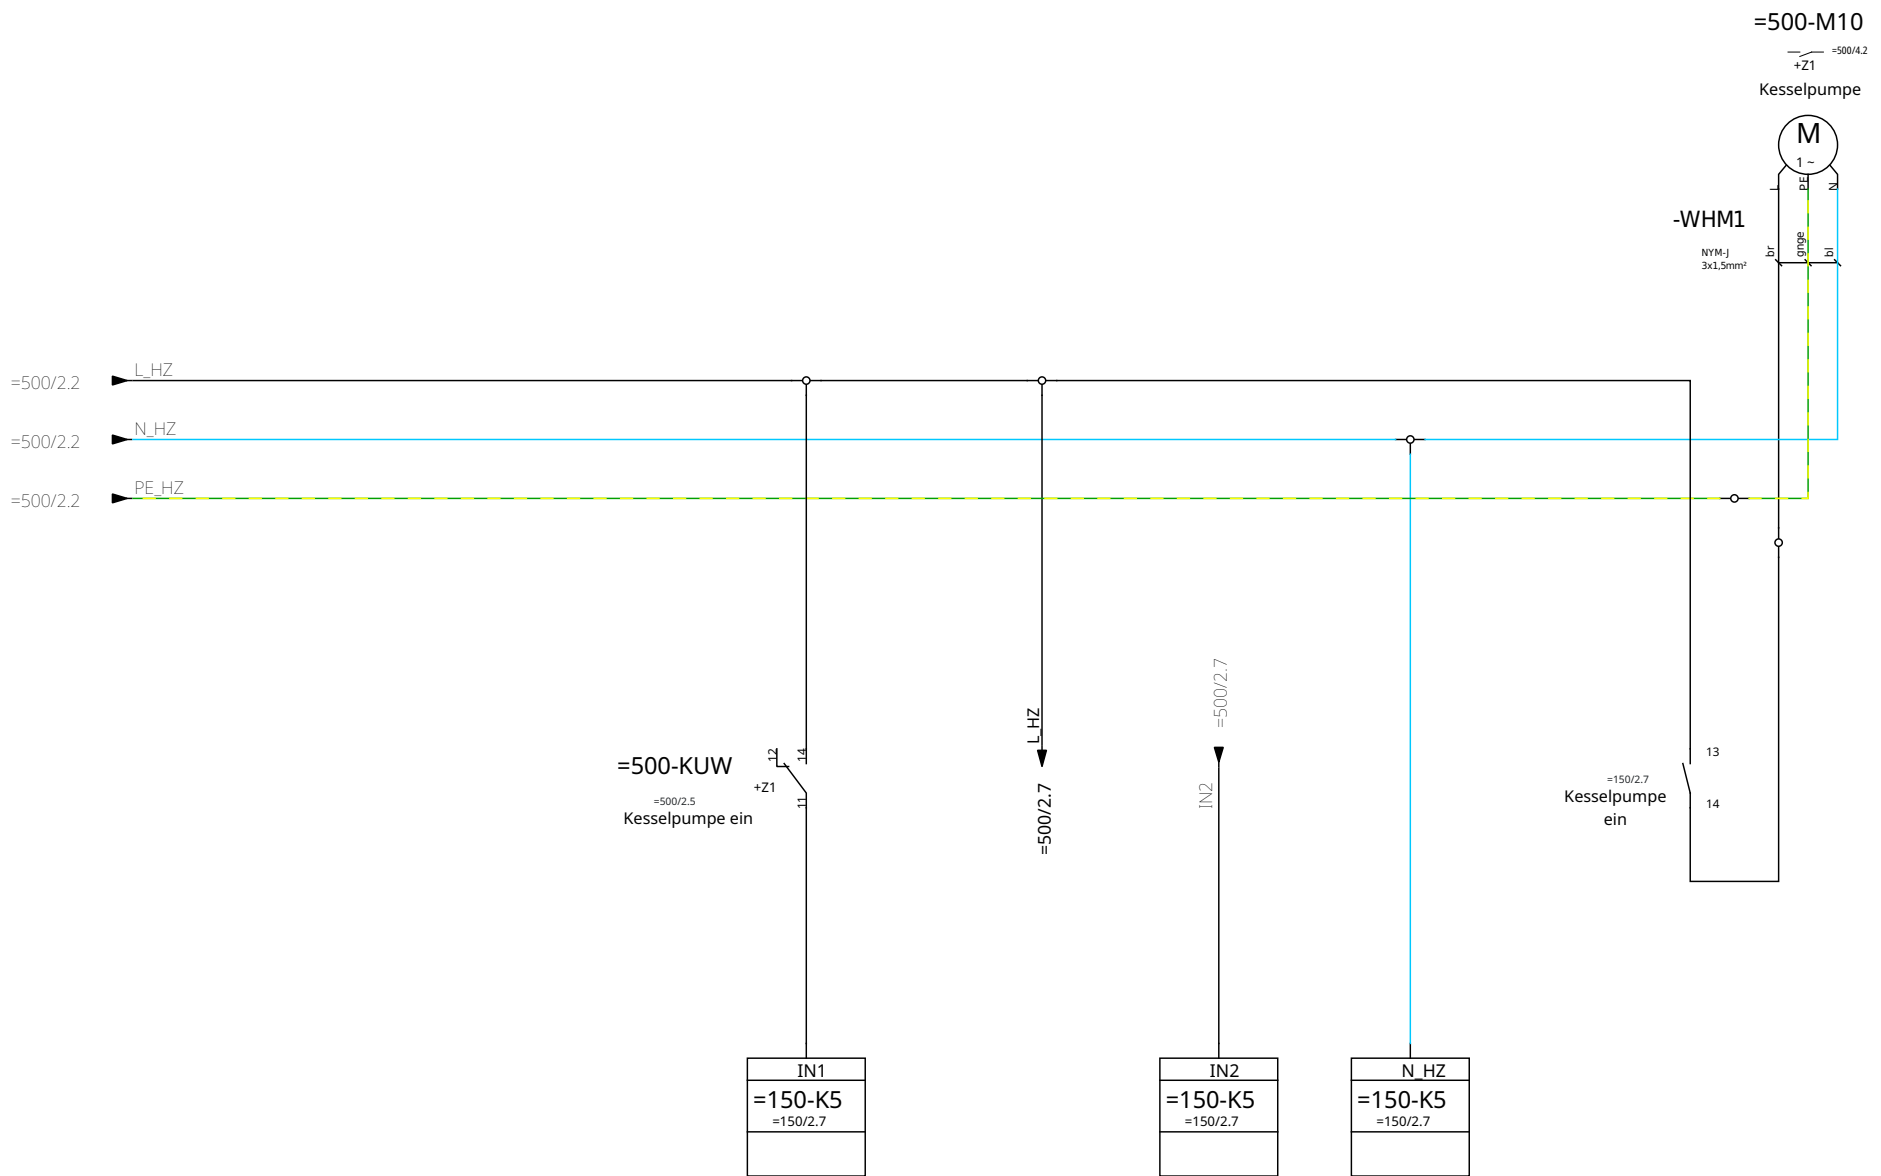 =500-M10
=500/4.2
+Z1
Kesselpumpe
M
1 ~
L
PE
N
-WHM1
NYM-J
3x1,5mm²
br
gnge
bl
=500/2.2
L_HZ
=500/2.2
N_HZ
=500/2.2
PE_HZ
=500-KUW
=500/2.5
Kesselpumpe ein
+Z1
12
14
11
L_HZ
=500/2.7
=500/2.7
IN2
=150/2.7
Kesselpumpe
ein
13
14
IN1
=150-K5
=150/2.7
IN2
=150-K5
=150/2.7
N_HZ
=150-K5
=150/2.7